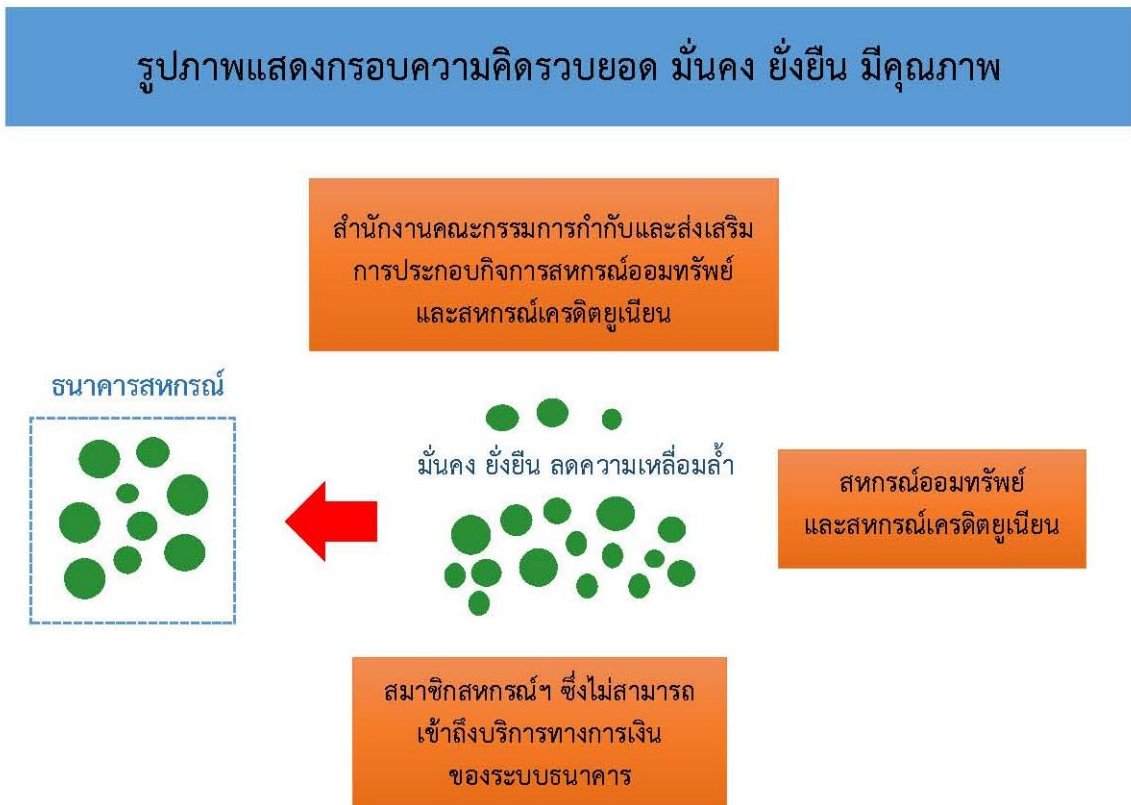 รูปภาพแสดงกรอบความคิดรวบยอด มั่นคง ยั่งยืน มีคุณภาพ
สำนักงานคณะกรรมการกำกับและส่งเสริม
การประกอบกิจการสหกรณ์ออมทรัพย์
และสหกรณ์เครดิตยูเนียน
ธนาคารสหกรณ์
มั่นคง ยั่งยืน ลดความเหลื่อมล้ำ
สหกรณ์ออมทรัพย์
และสหกรณ์เครดิตยูเนียน
สมาชิกสหกรณ์ฯ ซึ่งไม่สามารถ
เข้าถึงบริการทางการเงิน
ของระบบธนาคาร